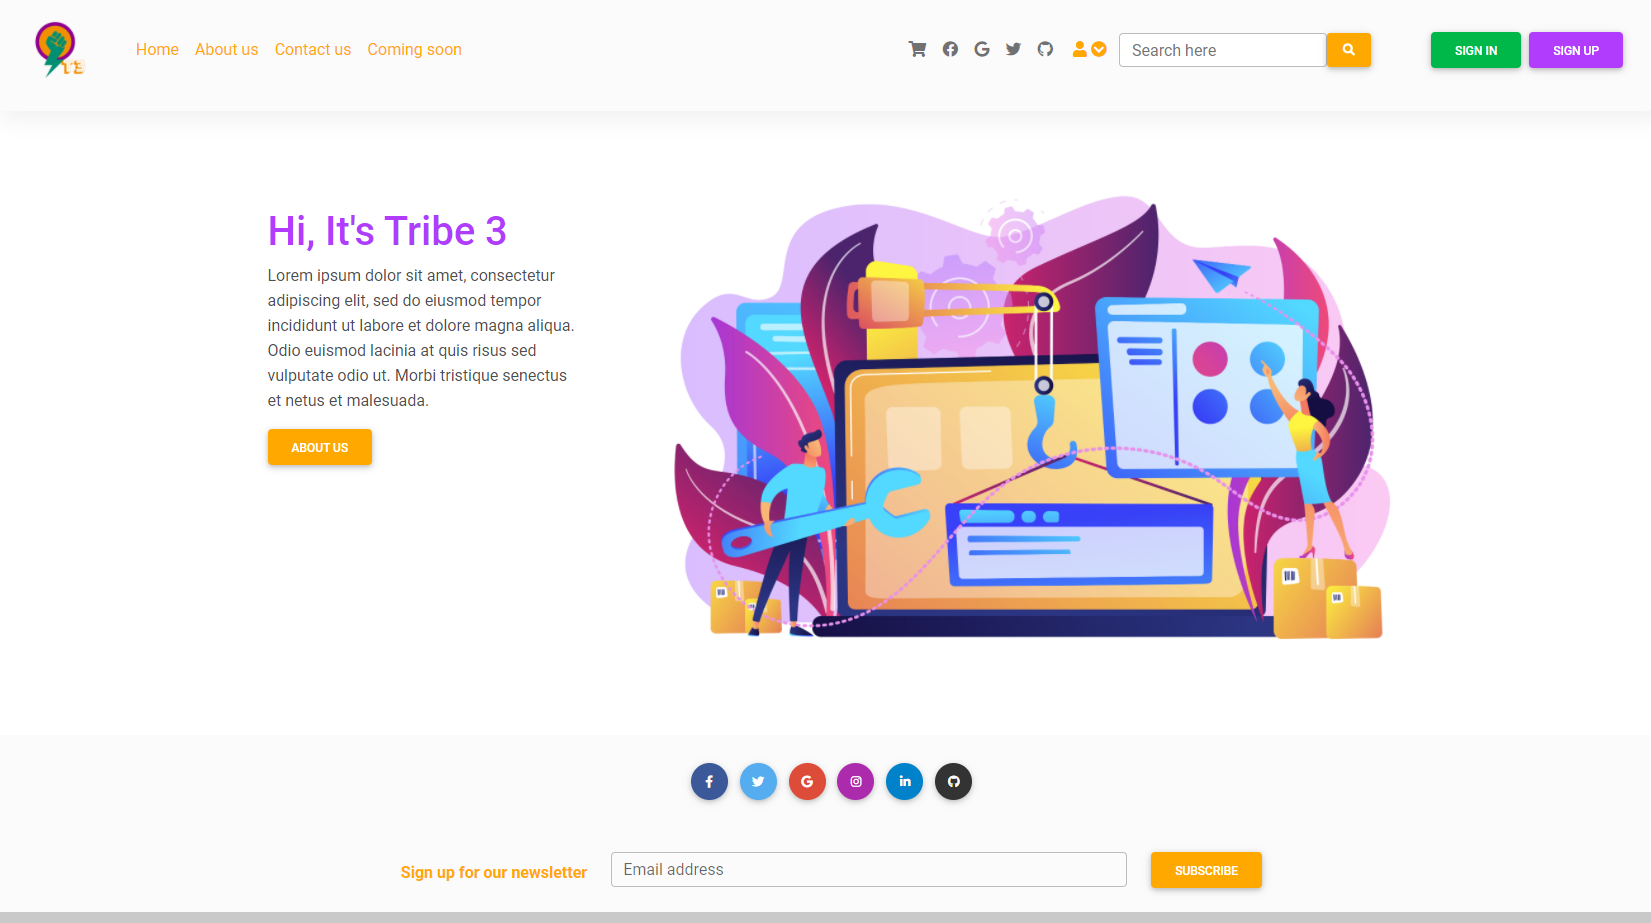 Home About us Contact us Coming soon Search here SIGN IN SIGN UP
Hi, It's Tribe 3
Lorem ipsum dolor sit amet, consectetur
adipiscing elit, sed do eiusmod tempor
incididunt ut labore et dolore magna aliqua.
Odio euismod lacinia at quis risus sed
vulputate odio ut. Morbi tristique senectus
et netus et malesuada.
ABOUT US
Sign up for our newsletter Email address SUBSCRIBE